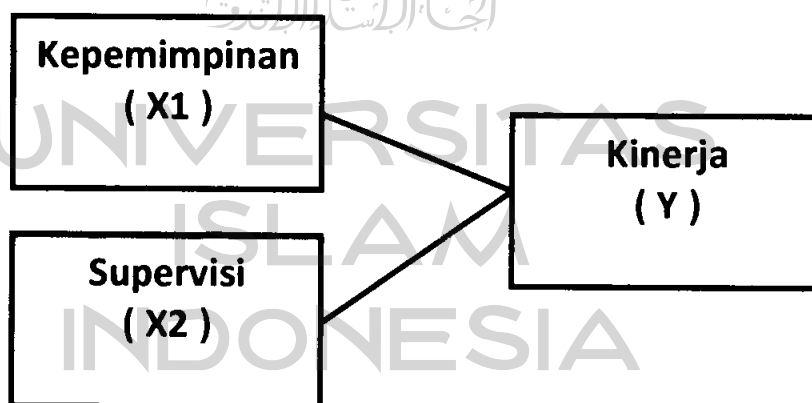 Kepemimpinan
( X1 )
UNIVERSITAS
Kinerja
( Y )
ISLAM
Supervisi
( X2 )
INDONESIA